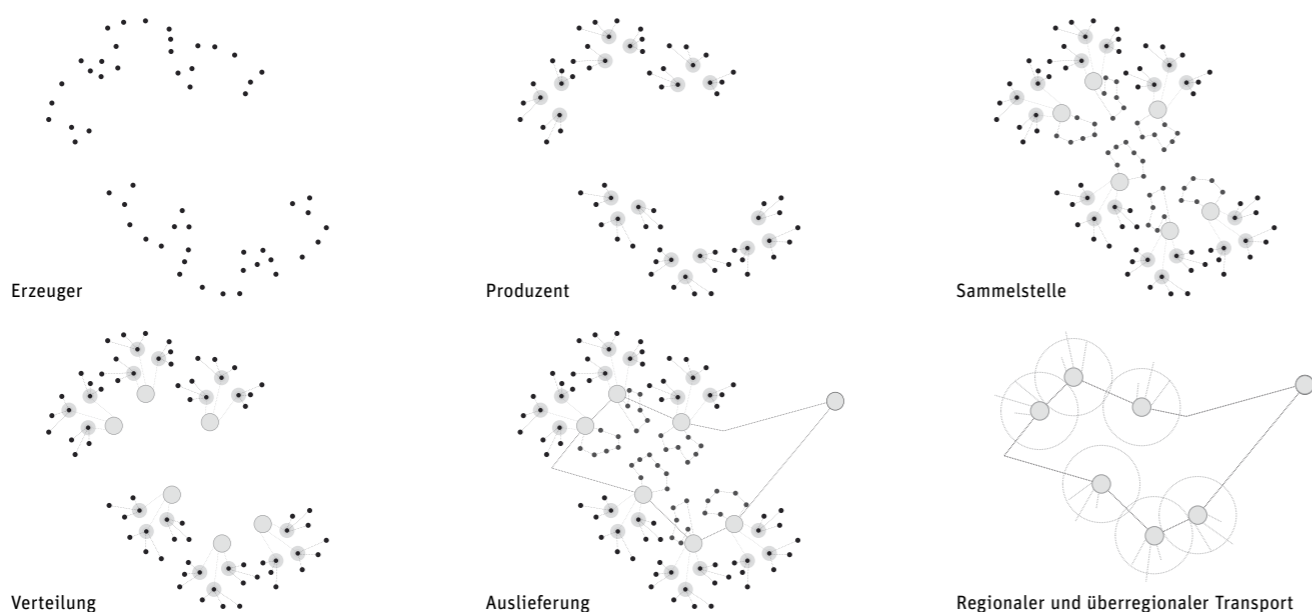 Erzeuger
Produzent
Sammelstelle
Verteilung
Auslieferung
Regionaler und überregionaler Transport